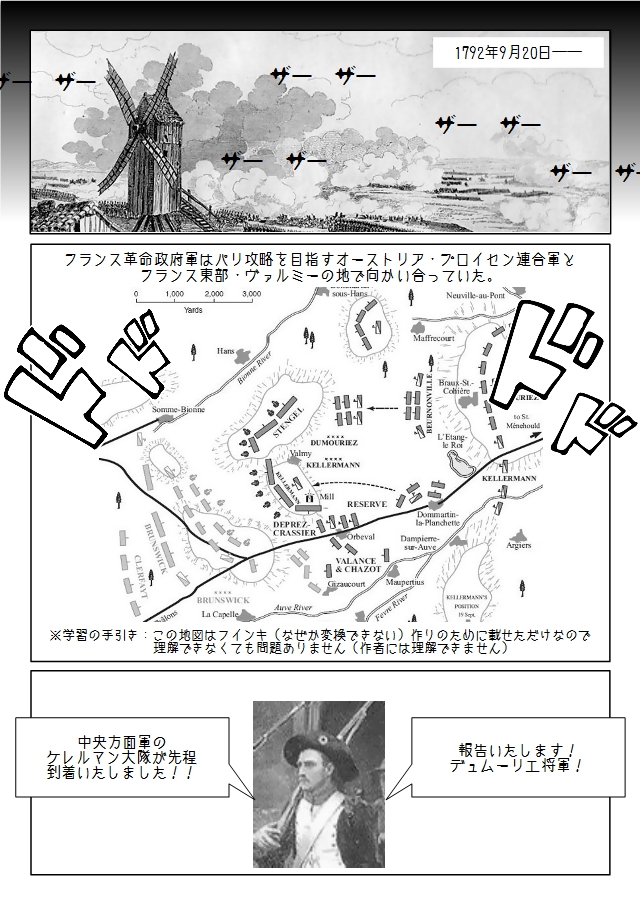 1792年9月20日――
ザー ザー
ザー ザー
ザー ザー
ザー ザー
ザー ザー
フランス革命政府軍はパリ攻略を目指すオーストリア・プロイセン連合軍と
フランス東部・ヴァルミーの地で向かい合っていた。
ドド
ドド
0 1,000 2,000 3,000
Yards
sous-Hans
Neuville-au-Pont
Maffrecourt
Hans
Bionne River
Braux-St.-
Cohière
BEURNONVILLE
to St.
Ménehould
Somme-Bionne
STENGEL
DUMOURIEZ
L'Etang-
le Roi
Valmy
KELLERMANN
KELLERMANN
KELLERMANN
Mill
RESERVE
DEPREZ-
CRASSIER
Dommartin-
la-Planchette
Orbeval
Dampierre-
sur-Auve
Argiers
BRUNSWICK
CLERFAYT
VALANCE
& CHAZOT
Gizaucourt
Maupertius
BRUNSWICK
KELLERMANN'S
POSITION
19 Sept.
La Capelle
Auve River
Fevre River
※学習の手引き：この地図はフインキ（なぜか変換できない）作りのために載せただけなので
理解できなくても問題ありません（作者には理解できません）
報告いたします！
デュムーリエ将軍！
中央方面軍の
ケレルマン大隊が先程
到着いたしました！！